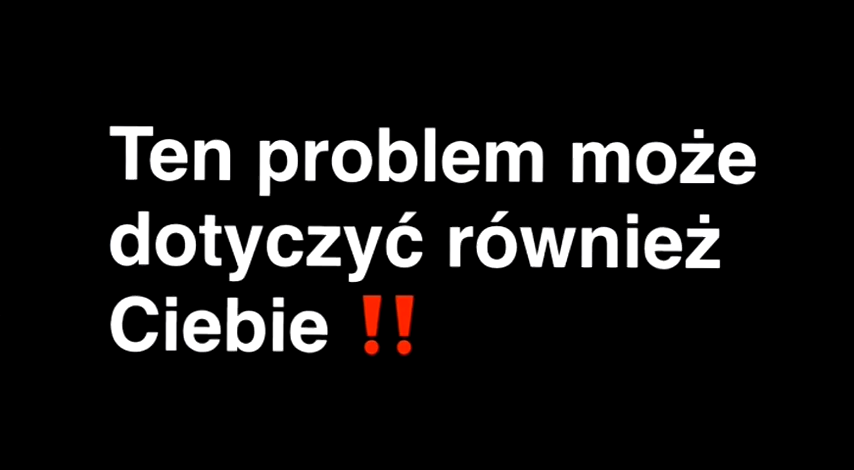 Ten problem może
dotyczyć również
Ciebie ‼️